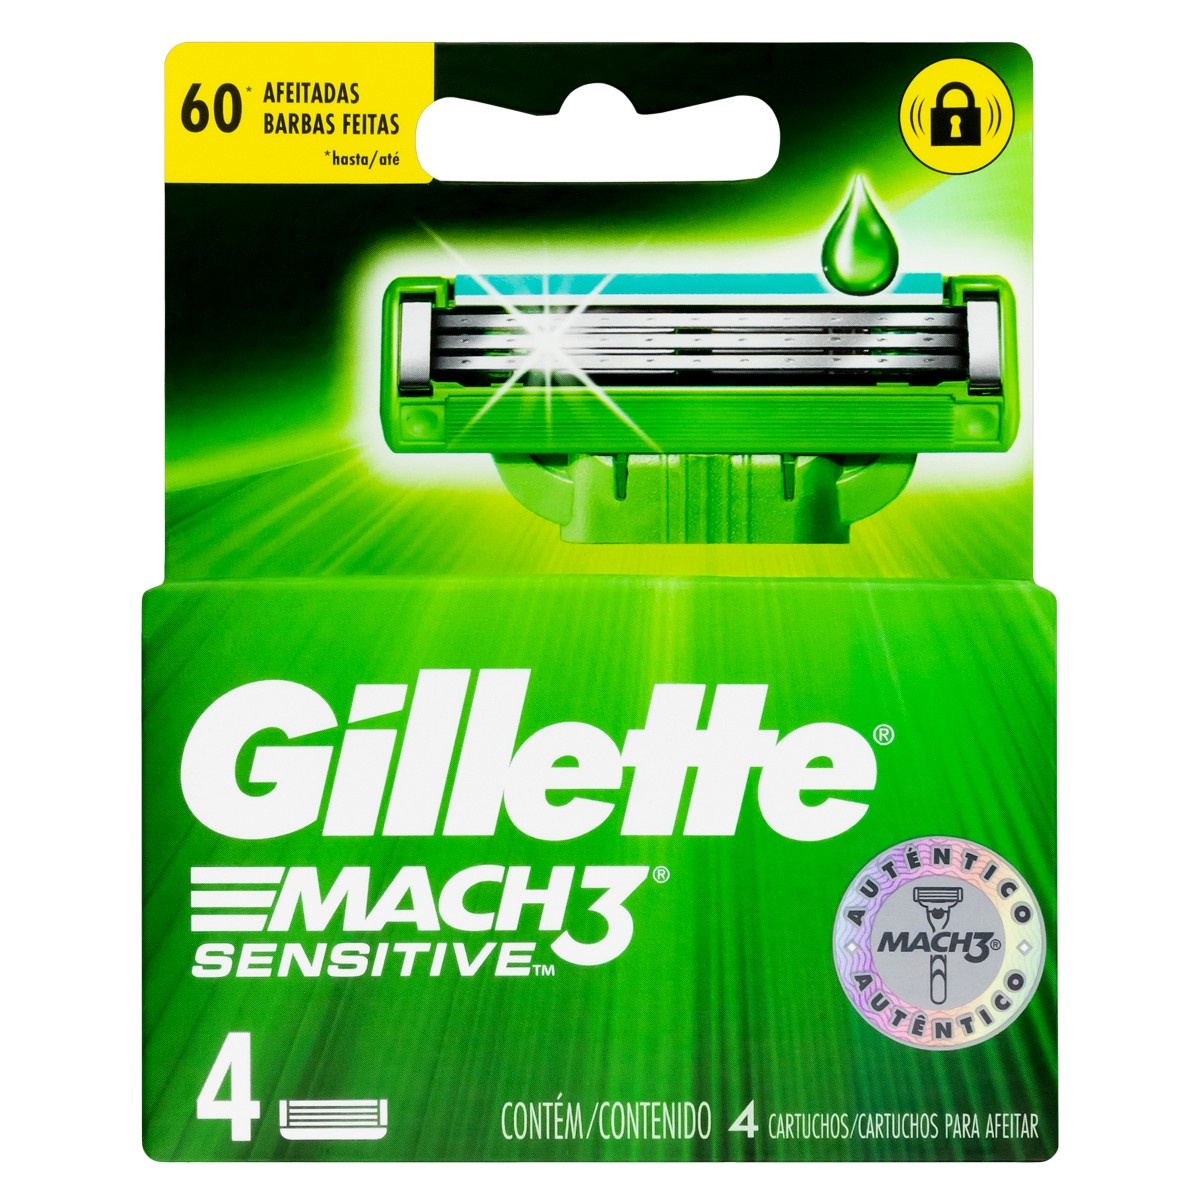 60* AFEITADAS
BARBAS FEITAS
*hasta/até
Gillette®
MACH3®
SENSITIVE™
AUTÉNTICO
MACH3®
AUTÊNTICO
4
CONTÉM/CONTENIDO 4 CARTUCHOS/CARTUCHOS PARA AFEITAR